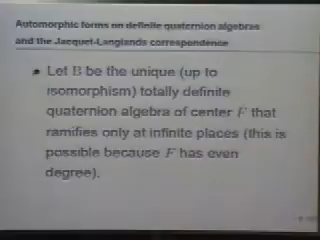 Automorphic forms on definite quaternion algebras
and the Jacquet-Langlands correspondence
• Let B be the unique (up to
isomorphism) totally definite
quaternion algebra of center F that
ramifies only at infinite places (this is
possible because F has even
degree).